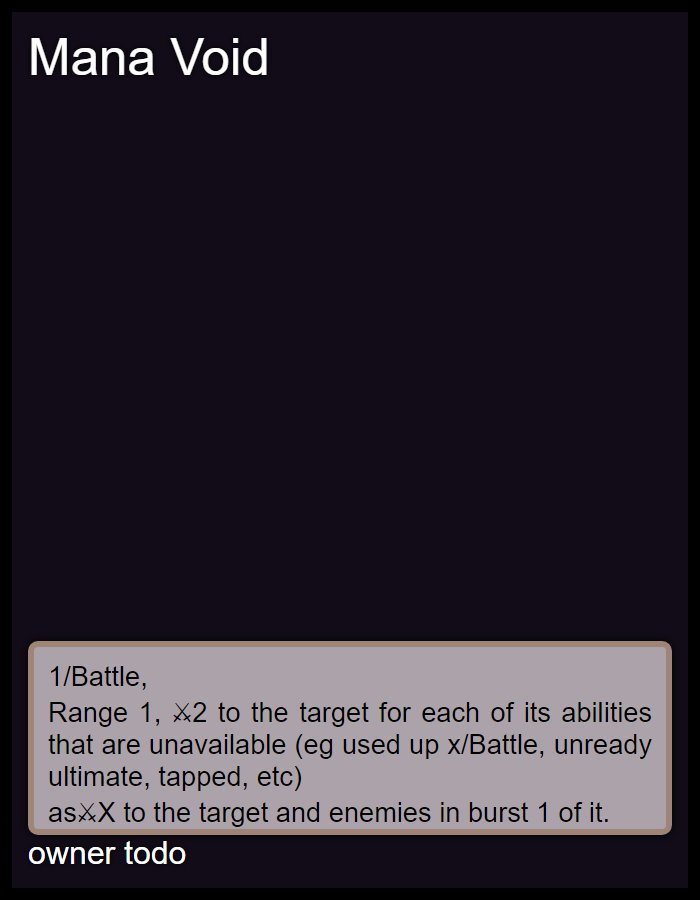 Mana Void
1/Battle,
Range 1, ⚔2 to the target for each of its abilities
that are unavailable (eg used up x/Battle, unready
ultimate, tapped, etc)
as⚔X to the target and enemies in burst 1 of it.
owner todo